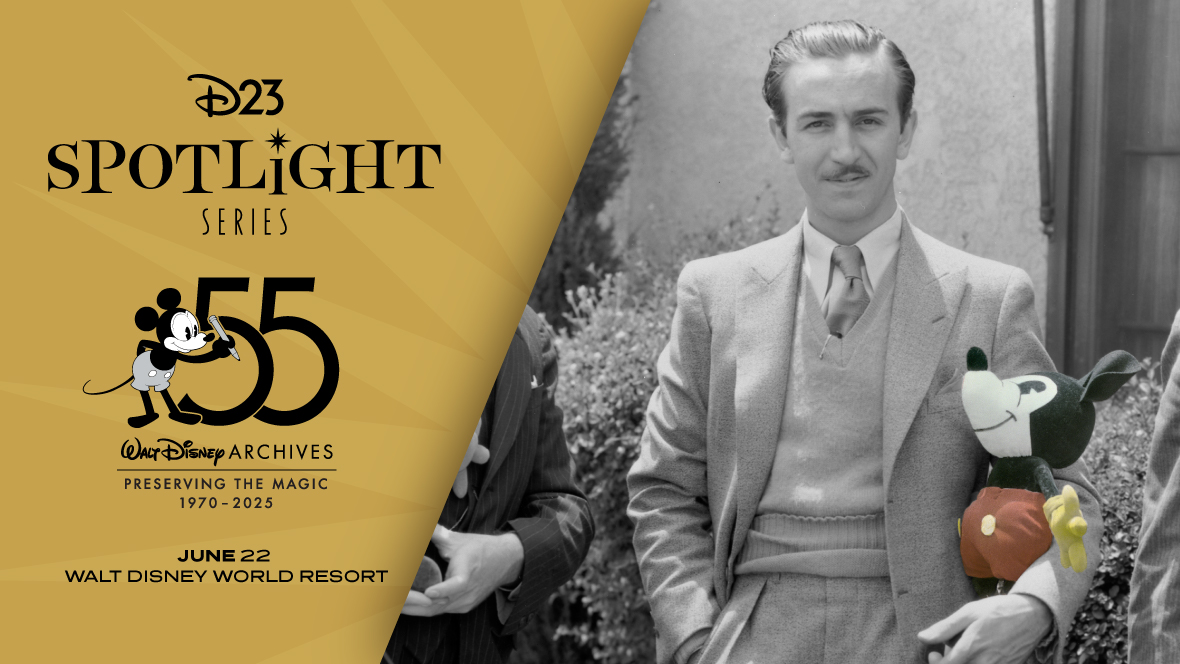 D23
SPOTLiGHT
SERIES
55
WALT DISNEY ARCHIVES
PRESERVING THE MAGIC
1970–2025
JUNE 22
WALT DISNEY WORLD RESORT